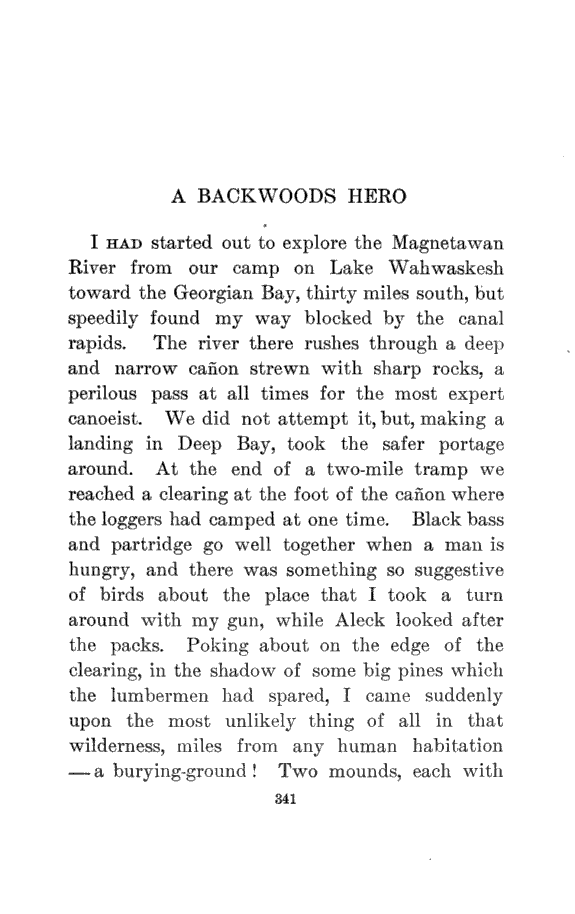 A BACKWOODS HERO
I HAD started out to explore the Magnetawan
River from our camp on Lake Wahwaskesh
toward the Georgian Bay, thirty miles south, but
speedily found my way blocked by the canal
rapids. The river there rushes through a deep
and narrow cañon strewn with sharp rocks, a
perilous pass at all times for the most expert
canoeist. We did not attempt it, but, making a
landing in Deep Bay, took the safer portage
around. At the end of a two-mile tramp we
reached a clearing at the foot of the cañon where
the loggers had camped at one time. Black bass
and partridge go well together when a man is
hungry, and there was something so suggestive
of birds about the place that I took a turn
around with my gun, while Aleck looked after
the packs. Poking about on the edge of the
clearing, in the shadow of some big pines which
the lumbermen had spared, I came suddenly
upon the most unlikely thing of all in that
wilderness, miles from any human habitation
— a burying-ground! Two mounds, each with
341